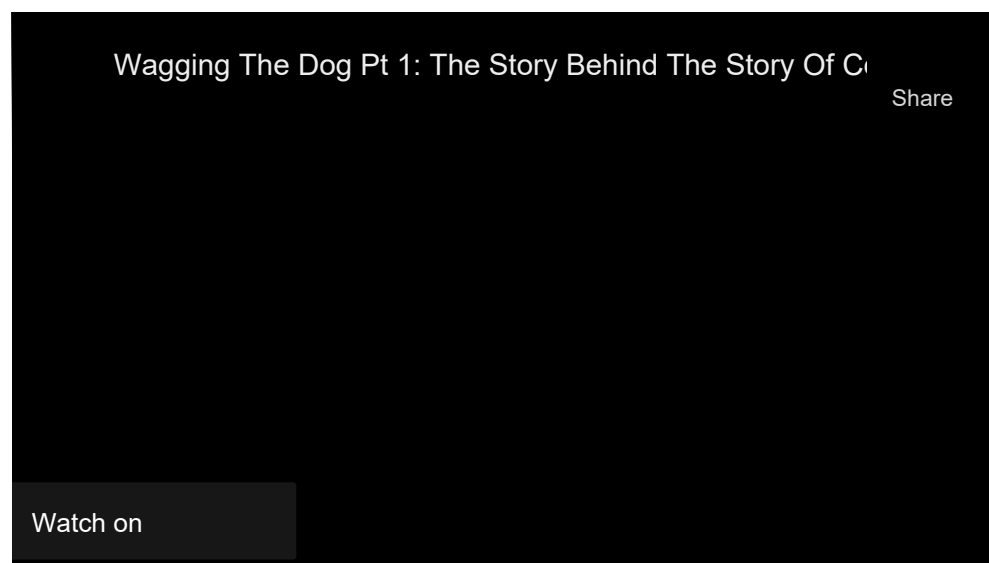 Wagging The Dog Pt 1: The Story Behind The Story Of
Share
Watch on